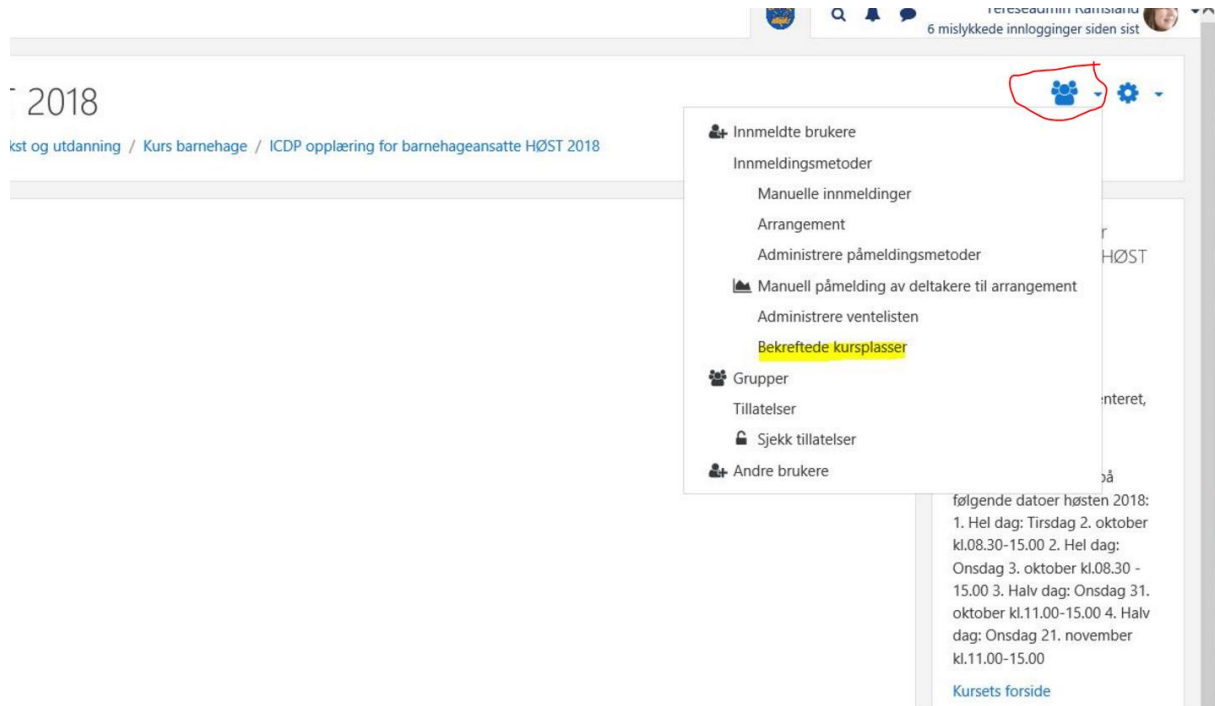 Tereseadmin Ramsland
6 mislykkede innlogginger siden sist
2018
kst og utdanning / Kurs barnehage / ICDP opplæring for barnehageansatte HØST 2018
Innmeldte brukere
Innmeldingsmetoder
Manuelle innmeldinger
Arrangement
Administrere påmeldingsmetoder
Manuell påmelding av deltakere til arrangement
Administrere ventelisten
Bekreftede kursplasser
Grupper
Tillatelser
Sjekk tillatelser
Andre brukere
r
HØST
nteret,
på
følgende datoer høsten 2018:
1. Hel dag: Tirsdag 2. oktober
kl.08.30-15.00 2. Hel dag:
Onsdag 3. oktober kl.08.30 -
15.00 3. Halv dag: Onsdag 31.
oktober kl.11.00-15.00 4. Halv
dag: Onsdag 21. november
kl.11.00-15.00
Kursets forside